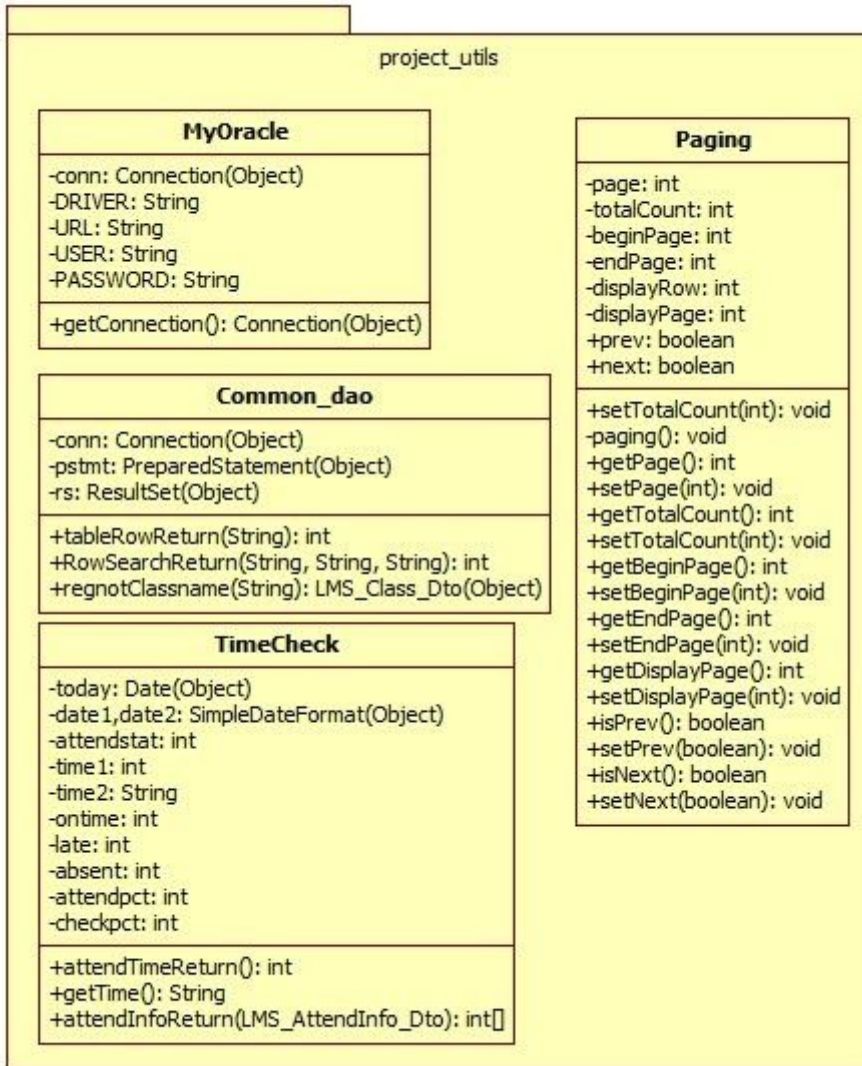 project_utils
MyOracle
-conn: Connection(Object)
-DRIVER: String
-URL: String
-USER: String
-PASSWORD: String
+getConnection(): Connection(Object)
Common_dao
-conn: Connection(Object)
-pstmt: PreparedStatement(Object)
-rs: ResultSet(Object)
+tableRowReturn(String): int
+RowSearchReturn(String, String, String): int
+regnotClassname(String): LMS_Class_Dto(Object)
TimeCheck
-today: Date(Object)
-date1,date2: SimpleDateFormat(Object)
-attendstat: int
-time1: int
-time2: String
-ontime: int
-late: int
-absent: int
-attendpct: int
-checkpct: int
+attendTimeReturn(): int
+getTime(): String
+attendInfoReturn(LMS_AttendInfo_Dto): int[]
Paging
-page: int
-totalCount: int
-beginPage: int
-endPage: int
-displayRow: int
-displayPage: int
+prev: boolean
+next: boolean
+setTotalCount(int): void
-paging(): void
+getPage(): int
+setPage(int): void
+getTotalCount(): int
+setTotalCount(int): void
+getBeginPage(): int
+setBeginPage(int): void
+getEndPage(): int
+setEndPage(int): void
+getDisplayPage(): int
+setDisplayPage(int): void
+isPrev(): boolean
+setPrev(boolean): void
+isNext(): boolean
+setNext(boolean): void